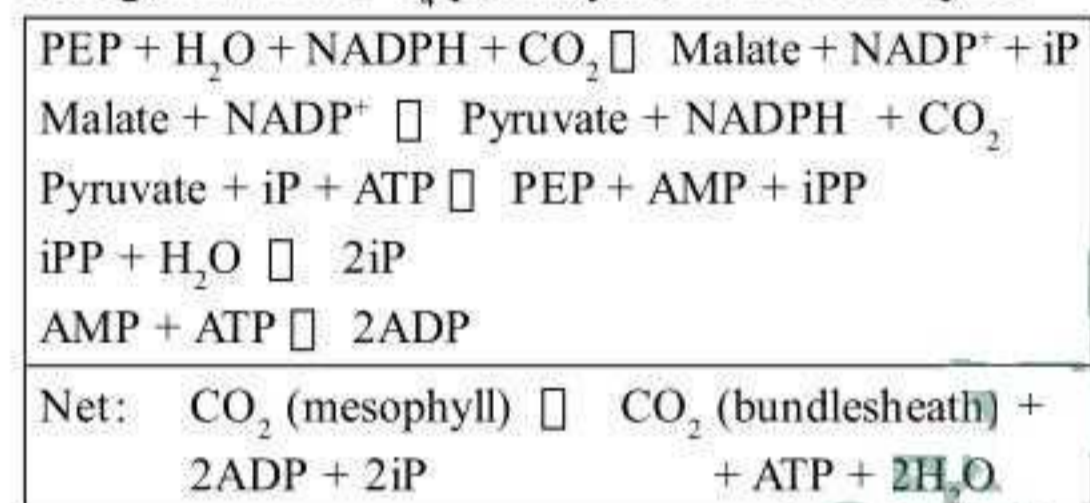 PEP + H₂O + NADPH + CO₂ ▯ Malate + NADP⁺ + iP
Malate + NADP⁺ ▯ Pyruvate + NADPH + CO₂
Pyruvate + iP + ATP ▯ PEP + AMP + iPP
iPP + H₂O ▯ 2iP
AMP + ATP ▯ 2ADP
Net: CO₂ (mesophyll) ▯ CO₂ (bundlesheath) +
2ADP + 2iP + ATP + 2H₂O